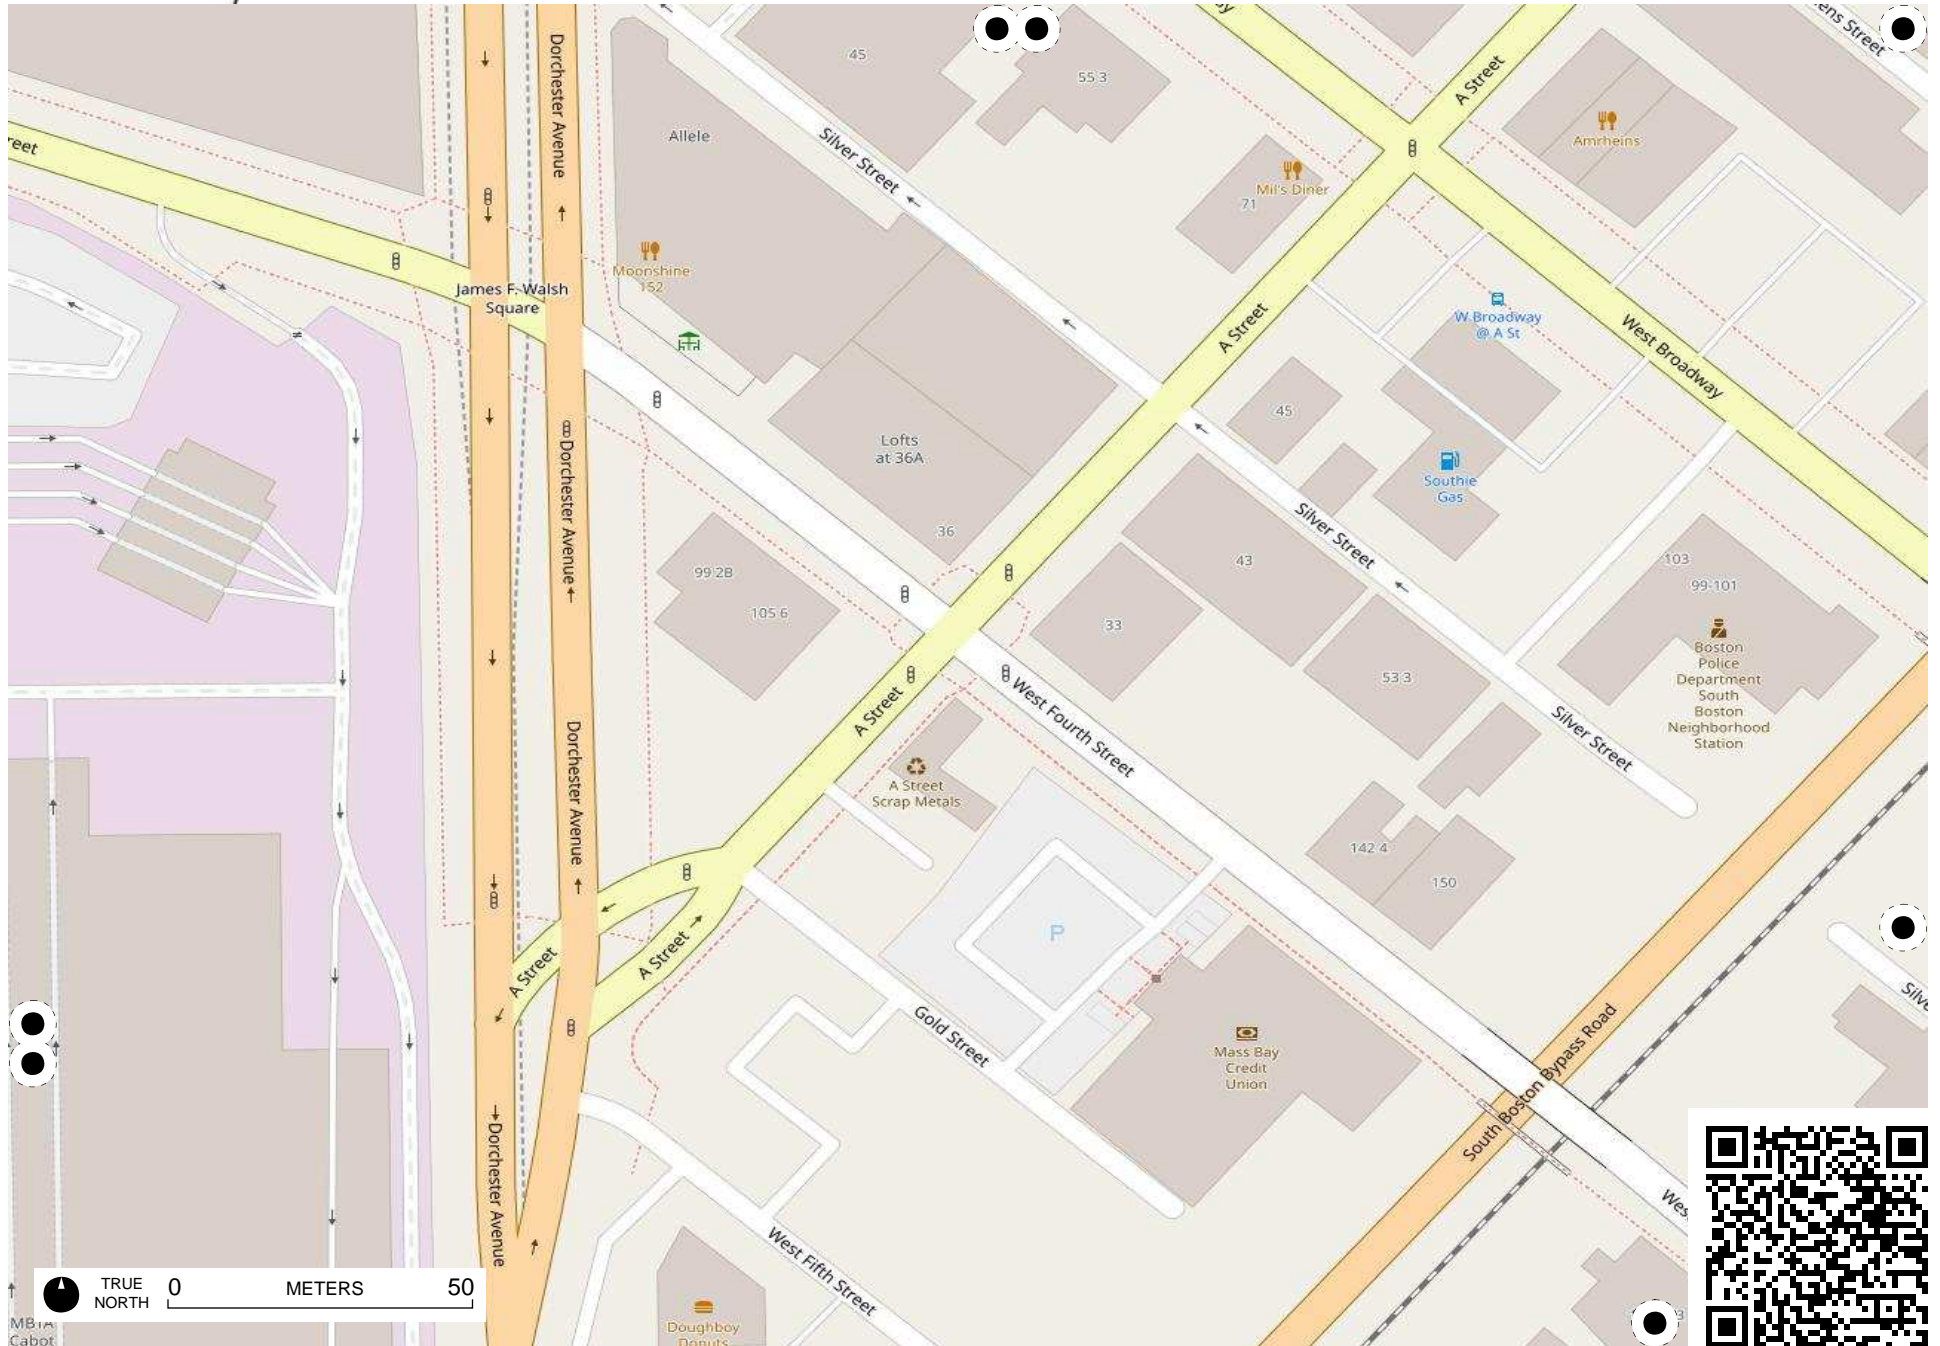 reet
Dorchester Avenue
James F. Walsh
Square
Allele
45
55 3
Silver Street
A Street
Amrheins
Mil's Diner
71
Moonshine
152
A Street
W Broadway
@ A St
West Broadway
45
Lofts
at 36A
36
Southie
Gas
Silver Street
43
103
99-101
Boston
Police
Department
South
Boston
Neighborhood
Station
Dorchester Avenue
99 2B
105 6
33
53 3
Silver Street
A Street
West Fourth Street
Dorchester Avenue
A Street
Scrap Metals
142 4
150
P
A Street
A Street
Gold Street
Mass Bay
Credit
Union
South Boston Bypass Road
Silve
Wes
Dorchester Avenue
West Fifth Street
Doughboy
Donuts
TRUE
NORTH
0 METERS 50
MBTA
Cabot